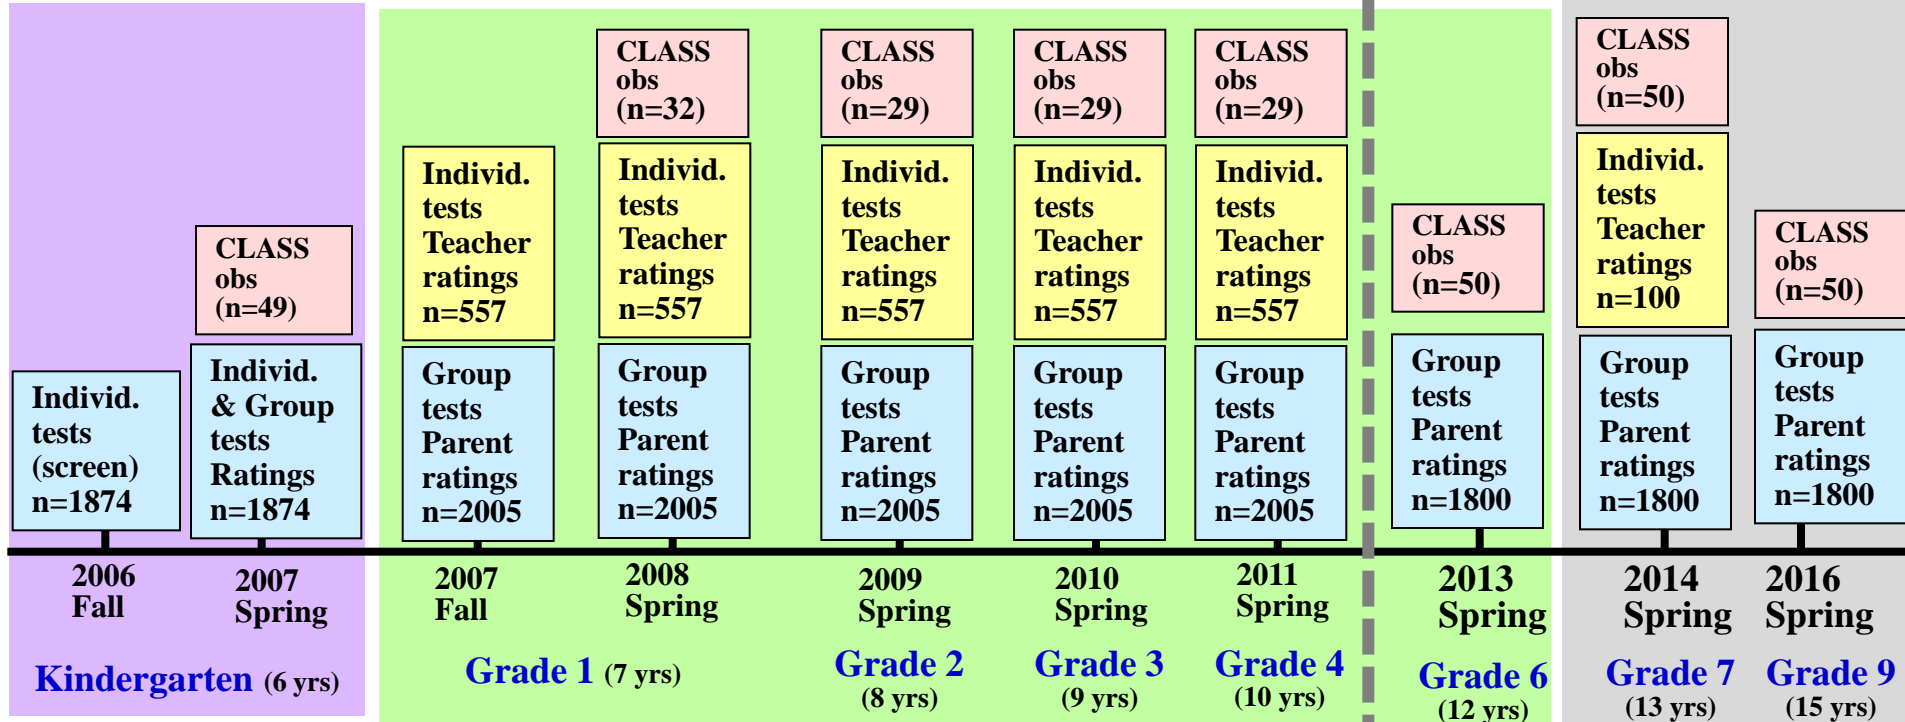 CLASS
obs
(n=49)
Individ.
tests
(screen)
n=1874
Individ.
& Group
tests
Ratings
n=1874
2006
Fall
2007
Spring
Kindergarten (6 yrs)
Individ.
tests
Teacher
ratings
n=557
Group
tests
Parent
ratings
n=2005
2007
Fall
CLASS
obs
(n=32)
Individ.
tests
Teacher
ratings
n=557
Group
tests
Parent
ratings
n=2005
2008
Spring
Grade 1 (7 yrs)
CLASS
obs
(n=29)
Individ.
tests
Teacher
ratings
n=557
Group
tests
Parent
ratings
n=2005
2009
Spring
Grade 2
(8 yrs)
CLASS
obs
(n=29)
Individ.
tests
Teacher
ratings
n=557
Group
tests
Parent
ratings
n=2005
2010
Spring
Grade 3
(9 yrs)
CLASS
obs
(n=29)
Individ.
tests
Teacher
ratings
n=557
Group
tests
Parent
ratings
n=2005
2011
Spring
Grade 4
(10 yrs)
CLASS
obs
(n=50)
Group
tests
Parent
ratings
n=1800
2013
Spring
Grade 6
(12 yrs)
CLASS
obs
(n=50)
Individ.
tests
Teacher
ratings
n=100
Group
tests
Parent
ratings
n=1800
2014
Spring
Grade 7
(13 yrs)
CLASS
obs
(n=50)
Group
tests
Parent
ratings
n=1800
2016
Spring
Grade 9
(15 yrs)